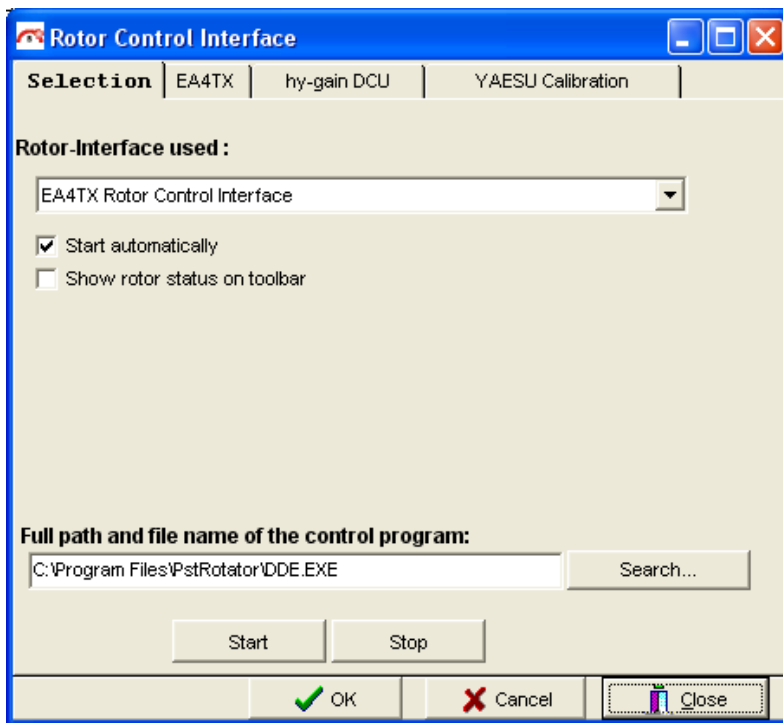 Rotor Control Interface
Selection EA4TX hy-gain DCU YAESU Calibration
Rotor-Interface used :
EA4TX Rotor Control Interface
Start automatically
Show rotor status on toolbar
Full path and file name of the control program:
C:\Program Files\PstRotator\DDE.EXE Search...
Start Stop
OK Cancel Close